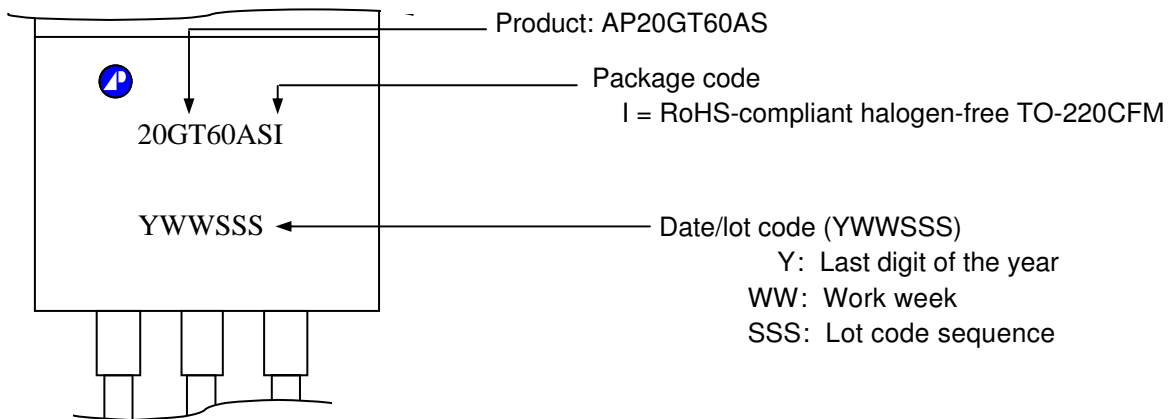 Product: AP20GT60AS
Package code
I = RoHS-compliant halogen-free TO-220CFM
AP
20GT60ASI
YWWSSS
Date/lot code (YWWSSS)
Y: Last digit of the year
WW: Work week
SSS: Lot code sequence